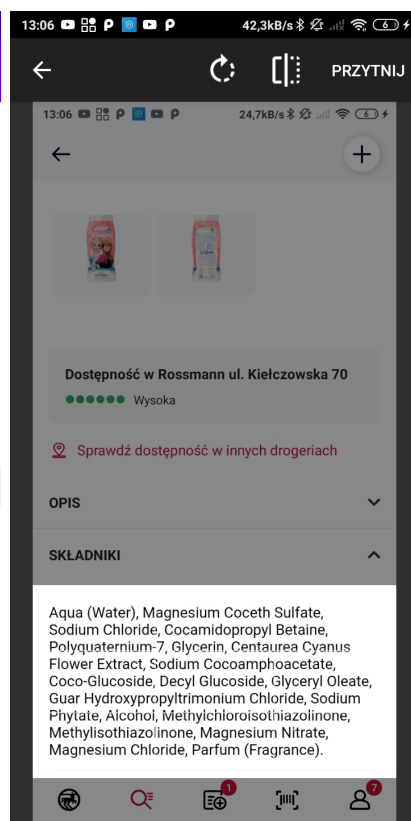 13:06 42,3kB/s 6
PRZYTNIJ
13:06 24,7kB/s 6
Dostępność w Rossmann ul. Kiełczowska 70
Wysoka
Sprawdź dostępność w innych drogeriach
OPIS
SKŁADNIKI
Aqua (Water), Magnesium Coceth Sulfate,
Sodium Chloride, Cocamidopropyl Betaine,
Polyquaternium-7, Glycerin, Centaurea Cyanus
Flower Extract, Sodium Cocoamphoacetate,
Coco-Glucoside, Decyl Glucoside, Glyceryl Oleate,
Guar Hydroxypropyltrimonium Chloride, Sodium
Phytate, Alcohol, Methylchloroisothiazolinone,
Methylisothiazolinone, Magnesium Nitrate,
Magnesium Chloride, Parfum (Fragrance).
1
7